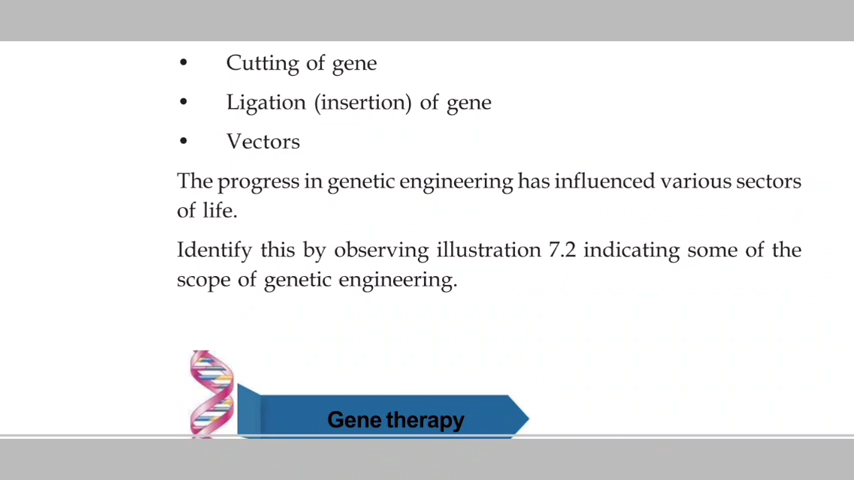 • Cutting of gene
• Ligation (insertion) of gene
• Vectors
The progress in genetic engineering has influenced various sectors
of life.
Identify this by observing illustration 7.2 indicating some of the
scope of genetic engineering.
Gene therapy